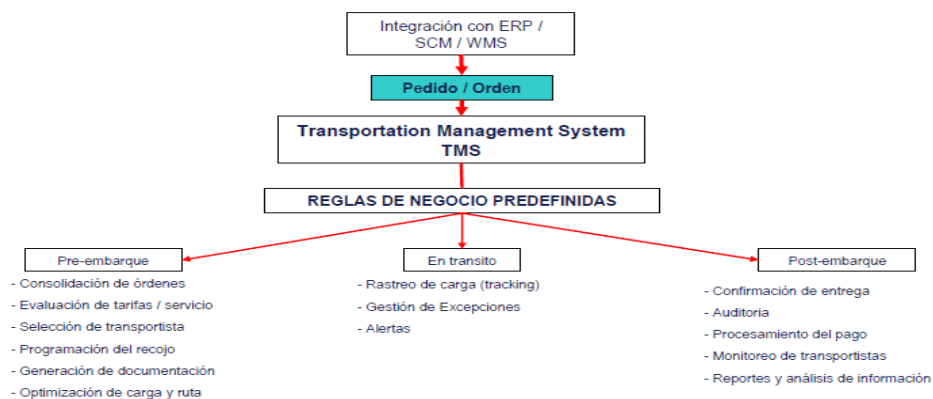 Integración con ERP /
SCM / WMS
Pedido / Orden
Transportation Management System
TMS
REGLAS DE NEGOCIO PREDEFINIDAS
Pre-embarque
- Consolidación de órdenes
- Evaluación de tarifas / servicio
- Selección de transportista
- Programación del recojo
- Generación de documentación
- Optimización de carga y ruta
En transito
- Rastreo de carga (tracking)
- Gestión de Excepciones
- Alertas
Post-embarque
- Confirmación de entrega
- Auditoria
- Procesamiento del pago
- Monitoreo de transportistas
- Reportes y análisis de información